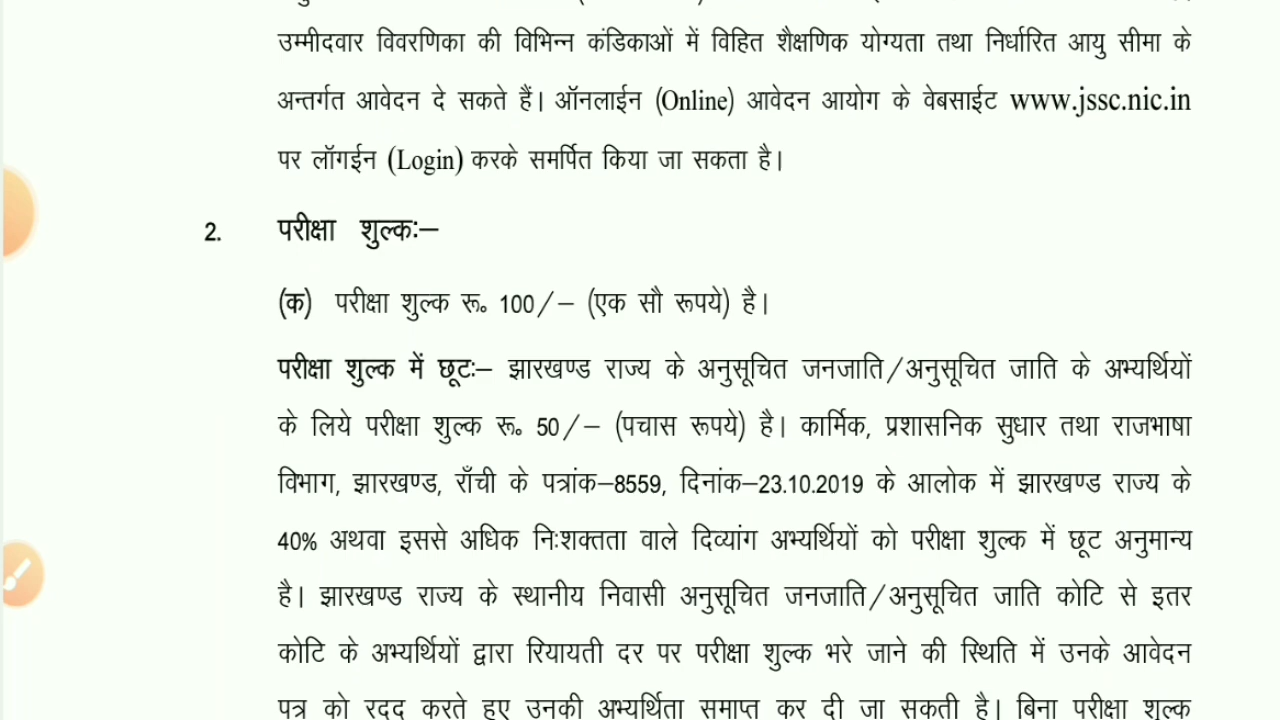 उम्मीदवार विवरणिका की विभिन्न कंडिकाओं में विहित शैक्षणिक योग्यता तथा निर्धारित आयु सीमा के
अन्तर्गत आवेदन दे सकते हैं। ऑनलाईन (Online) आवेदन आयोग के वेबसाईट www.jssc.nic.in
पर लॉगईन (Login) करके समर्पित किया जा सकता है।
2. परीक्षा शुल्कः–
(क) परीक्षा शुल्क रू॰ 100/– (एक सौ रूपये) है।
परीक्षा शुल्क में छूटः– झारखण्ड राज्य के अनुसूचित जनजाति/अनुसूचित जाति के अभ्यर्थियों
के लिये परीक्षा शुल्क रू॰ 50/– (पचास रूपये) है। कार्मिक, प्रशासनिक सुधार तथा राजभाषा
विभाग, झारखण्ड, राँची के पत्रांक–8559, दिनांक–23.10.2019 के आलोक में झारखण्ड राज्य के
40% अथवा इससे अधिक निःशक्तता वाले दिव्यांग अभ्यर्थियों को परीक्षा शुल्क में छूट अनुमान्य
है। झारखण्ड राज्य के स्थानीय निवासी अनुसूचित जनजाति/अनुसूचित जाति कोटि से इतर
कोटि के अभ्यर्थियों द्वारा रियायती दर पर परीक्षा शुल्क भरे जाने की स्थिति में उनके आवेदन
पत्र को रदद करते हुए उनकी अभ्यर्थिता समाप्त कर दी जा सकती है। बिना परीक्षा शुल्क